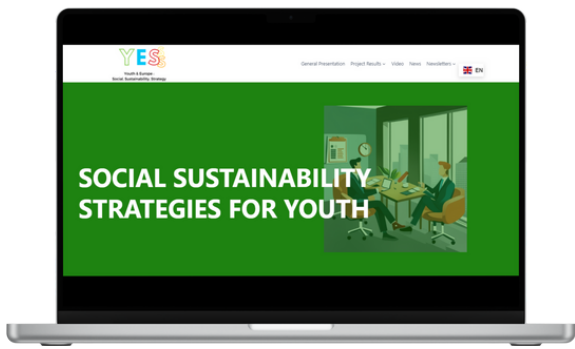 YES
Youth & Europe -
Social, Sustainability, Strategy
General Presentation Project Results Video News Newsletters EN
SOCIAL SUSTAINABILITY
STRATEGIES FOR YOUTH